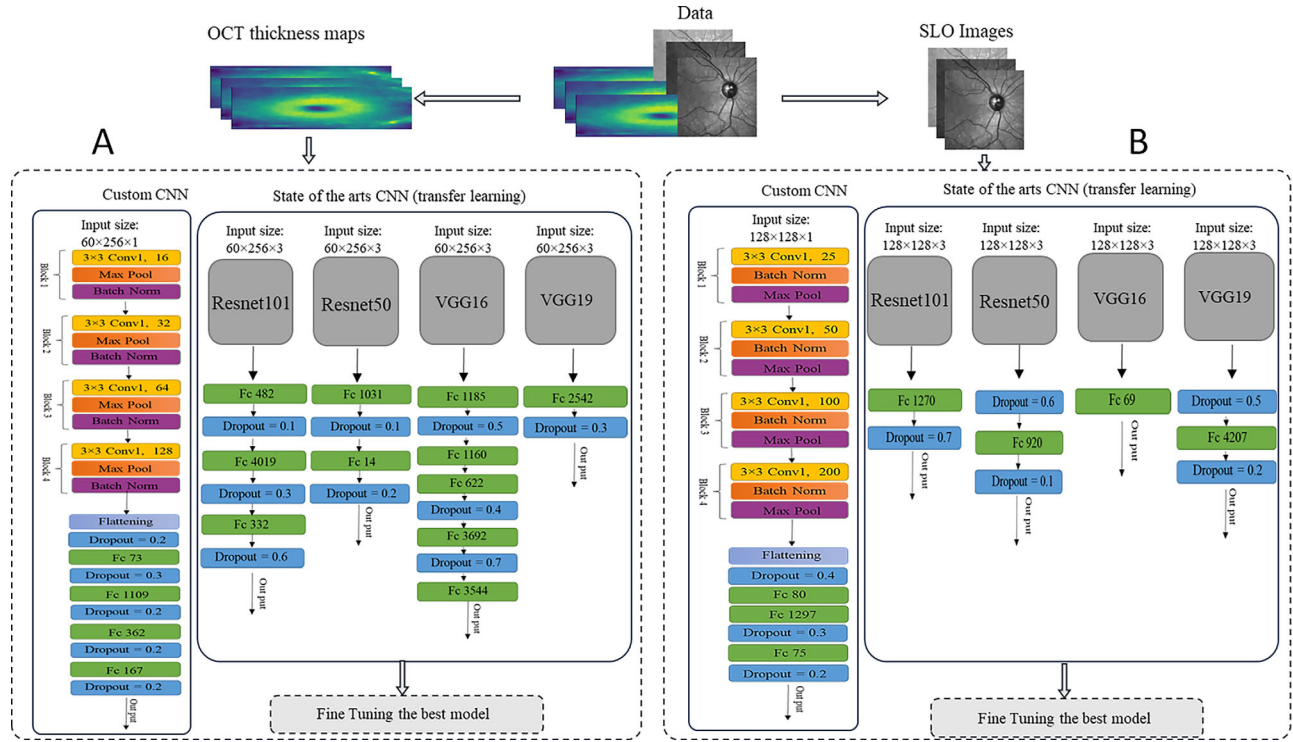 Data
OCT thickness maps
SLO Images
A
Custom CNN
State of the arts CNN (transfer learning)
Input size:
60×256×1
Block 1
3×3 Conv1, 16
Max Pool
Batch Norm
Block 2
3×3 Conv1, 32
Max Pool
Batch Norm
Block 3
3×3 Conv1, 64
Max Pool
Batch Norm
Block 4
3×3 Conv1, 128
Max Pool
Batch Norm
Flattening
Dropout = 0.2
Fc 73
Dropout = 0.3
Fc 1109
Dropout = 0.2
Fc 362
Dropout = 0.2
Fc 167
Dropout = 0.2
Out put
Input size:
60×256×3
Resnet101
Fc 482
Dropout = 0.1
Fc 4019
Dropout = 0.3
Fc 332
Dropout = 0.6
Out put
Input size:
60×256×3
Resnet50
Fc 1031
Dropout = 0.1
Fc 14
Dropout = 0.2
Out put
Input size:
60×256×3
VGG16
Fc 1185
Dropout = 0.5
Fc 1160
Fc 622
Dropout = 0.4
Fc 3692
Dropout = 0.7
Fc 3544
Out put
Input size:
60×256×3
VGG19
Fc 2542
Dropout = 0.3
Out put
Fine Tuning the best model
B
Custom CNN
State of the arts CNN (transfer learning)
Input size:
128×128×1
Block 1
3×3 Conv1, 25
Batch Norm
Max Pool
Block 2
3×3 Conv1, 50
Batch Norm
Max Pool
Block 3
3×3 Conv1, 100
Batch Norm
Max Pool
Block 4
3×3 Conv1, 200
Batch Norm
Max Pool
Flattening
Dropout = 0.4
Fc 80
Fc 1297
Dropout = 0.3
Fc 75
Dropout = 0.2
Out put
Input size:
128×128×3
Resnet101
Fc 1270
Dropout = 0.7
Out put
Input size:
128×128×3
Resnet50
Dropout = 0.6
Fc 920
Dropout = 0.1
Out put
Input size:
128×128×3
VGG16
Fc 69
Out put
Input size:
128×128×3
VGG19
Dropout = 0.5
Fc 4207
Dropout = 0.2
Out put
Fine Tuning the best model